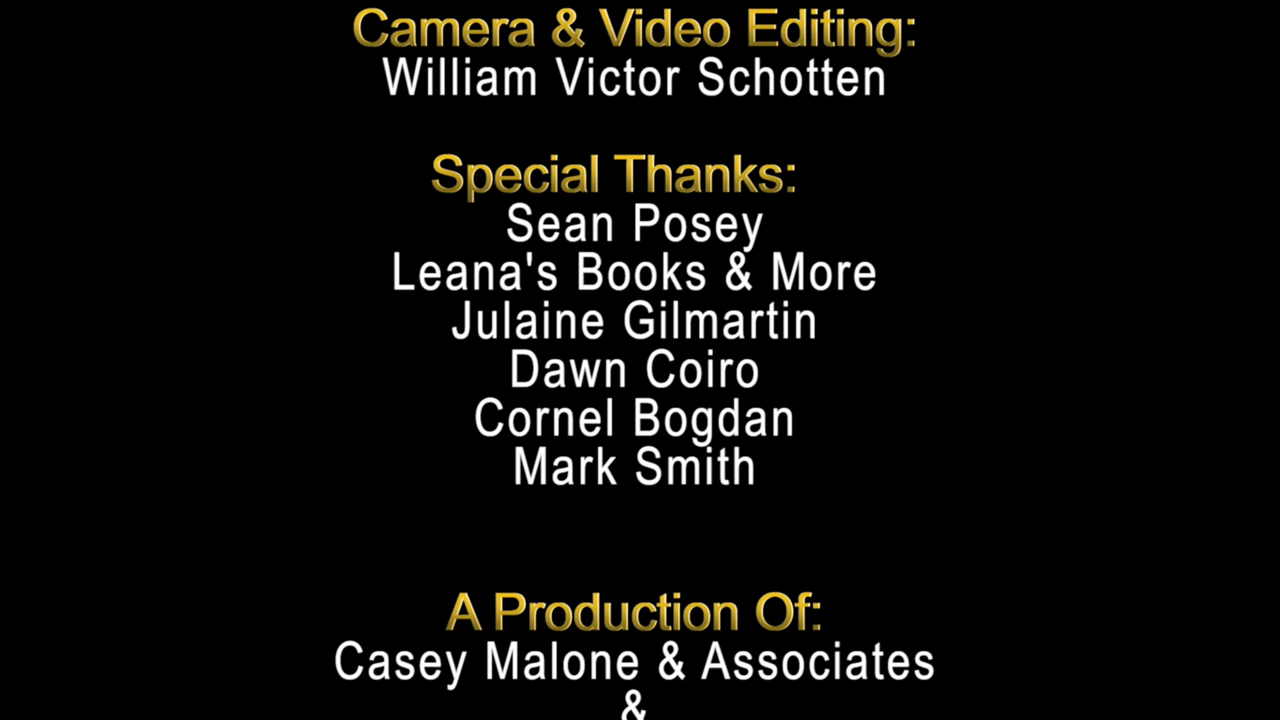 Camera & Video Editing:
William Victor Schotten
Special Thanks:
Sean Posey
Leana's Books & More
Julaine Gilmartin
Dawn Coiro
Cornel Bogdan
Mark Smith
A Production Of:
Casey Malone & Associates
&